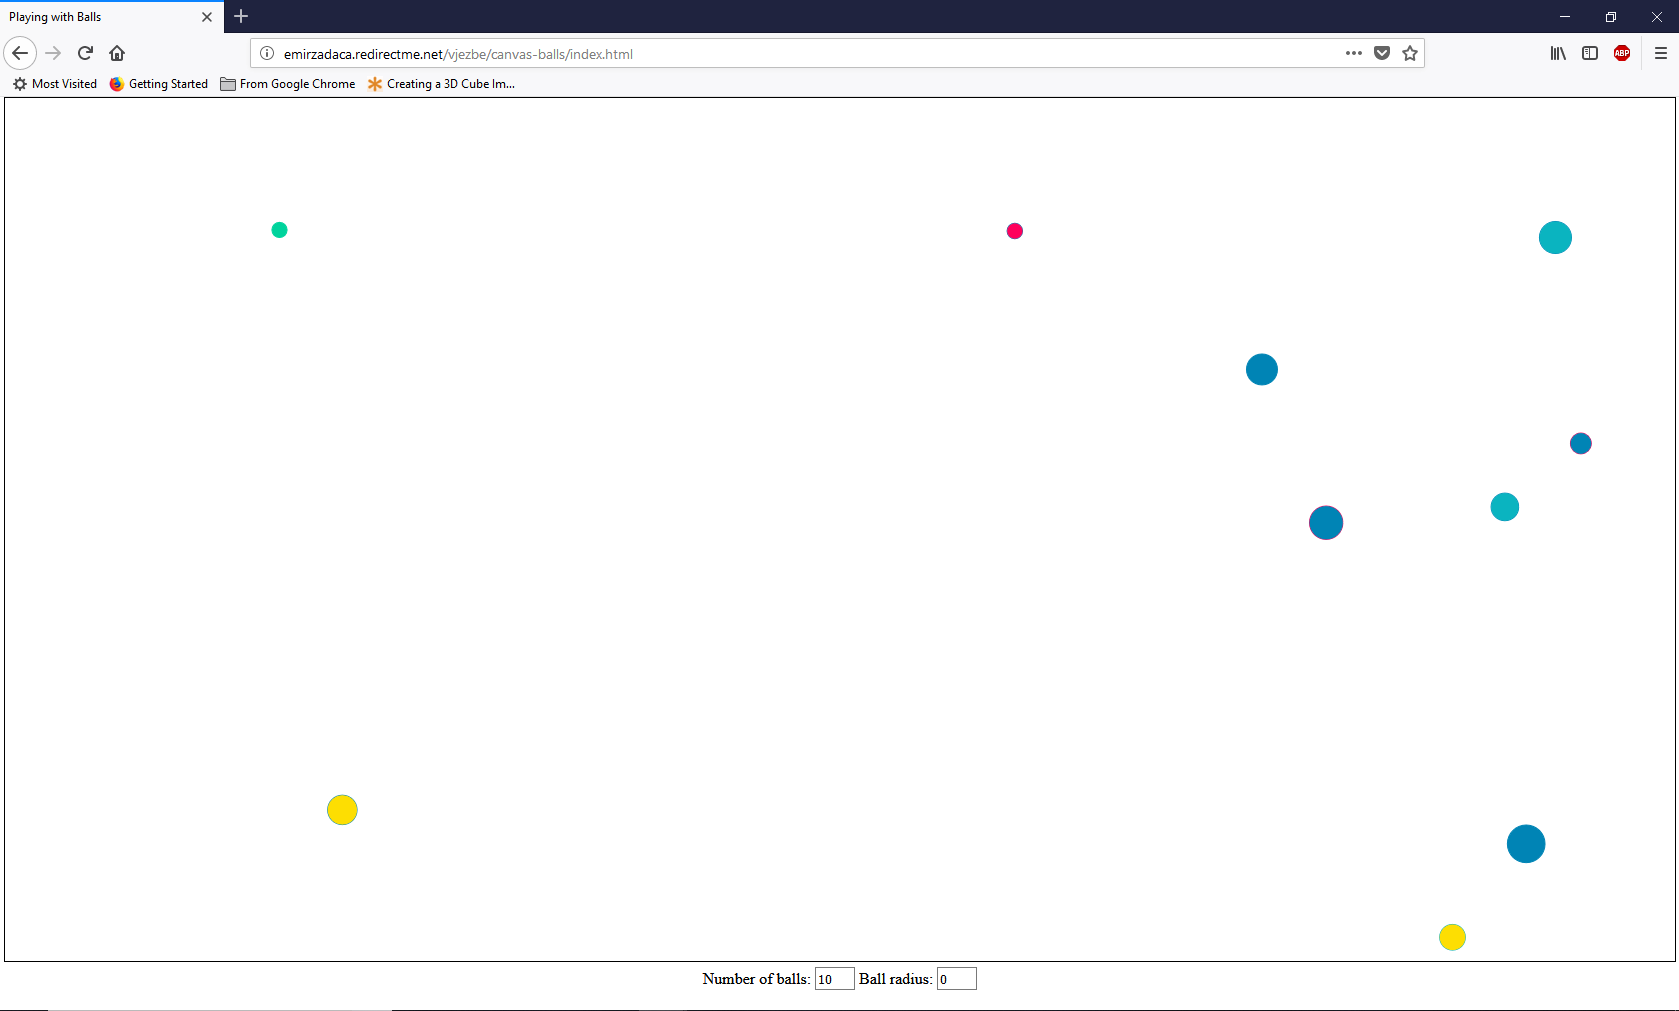 Playing with Balls
emirzadaca.redirectme.net/vjezbe/canvas-balls/index.html
ABP
Most Visited Getting Started From Google Chrome Creating a 3D Cube Im...
Number of balls: 10 Ball radius: 0